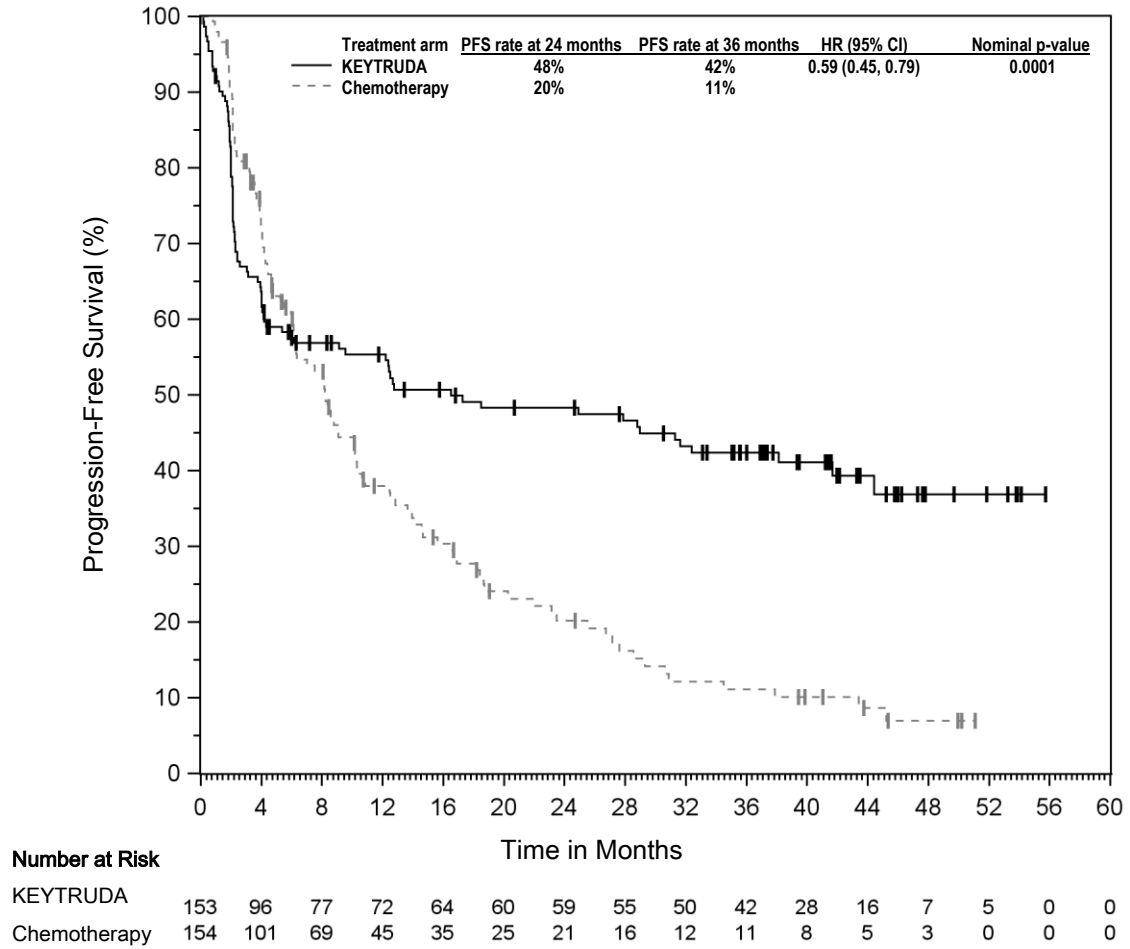 100
90
80
70
60
50
40
30
20
10
0
Progression-Free Survival (%)
Treatment arm PFS rate at 24 months PFS rate at 36 months HR (95% CI) Nominal p-value
KEYTRUDA 48% 42% 0.59 (0.45, 0.79) 0.0001
Chemotherapy 20% 11%
0 4 8 12 16 20 24 28 32 36 40 44 48 52 56 60
Time in Months
Number at Risk
KEYTRUDA 153 96 77 72 64 60 59 55 50 42 28 16 7 5 0 0
Chemotherapy 154 101 69 45 35 25 21 16 12 11 8 5 3 0 0 0